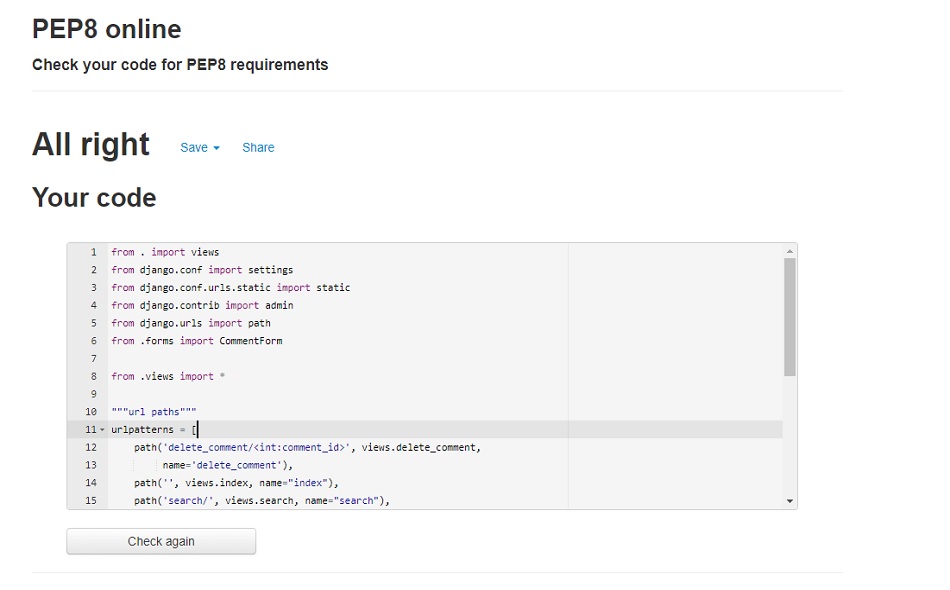 PEP8 online
Check your code for PEP8 requirements
All right Save Share
Your code
1 from . import views
2 from django.conf import settings
3 from django.conf.urls.static import static
4 from django.contrib import admin
5 from django.urls import path
6 from .forms import CommentForm
7
8 from .views import *
9
10 """url paths"""
11 urlpatterns = [
12 path('delete_comment/<int:comment_id>', views.delete_comment,
13 name='delete_comment'),
14 path('', views.index, name="index"),
15 path('search/', views.search, name="search"),
Check again